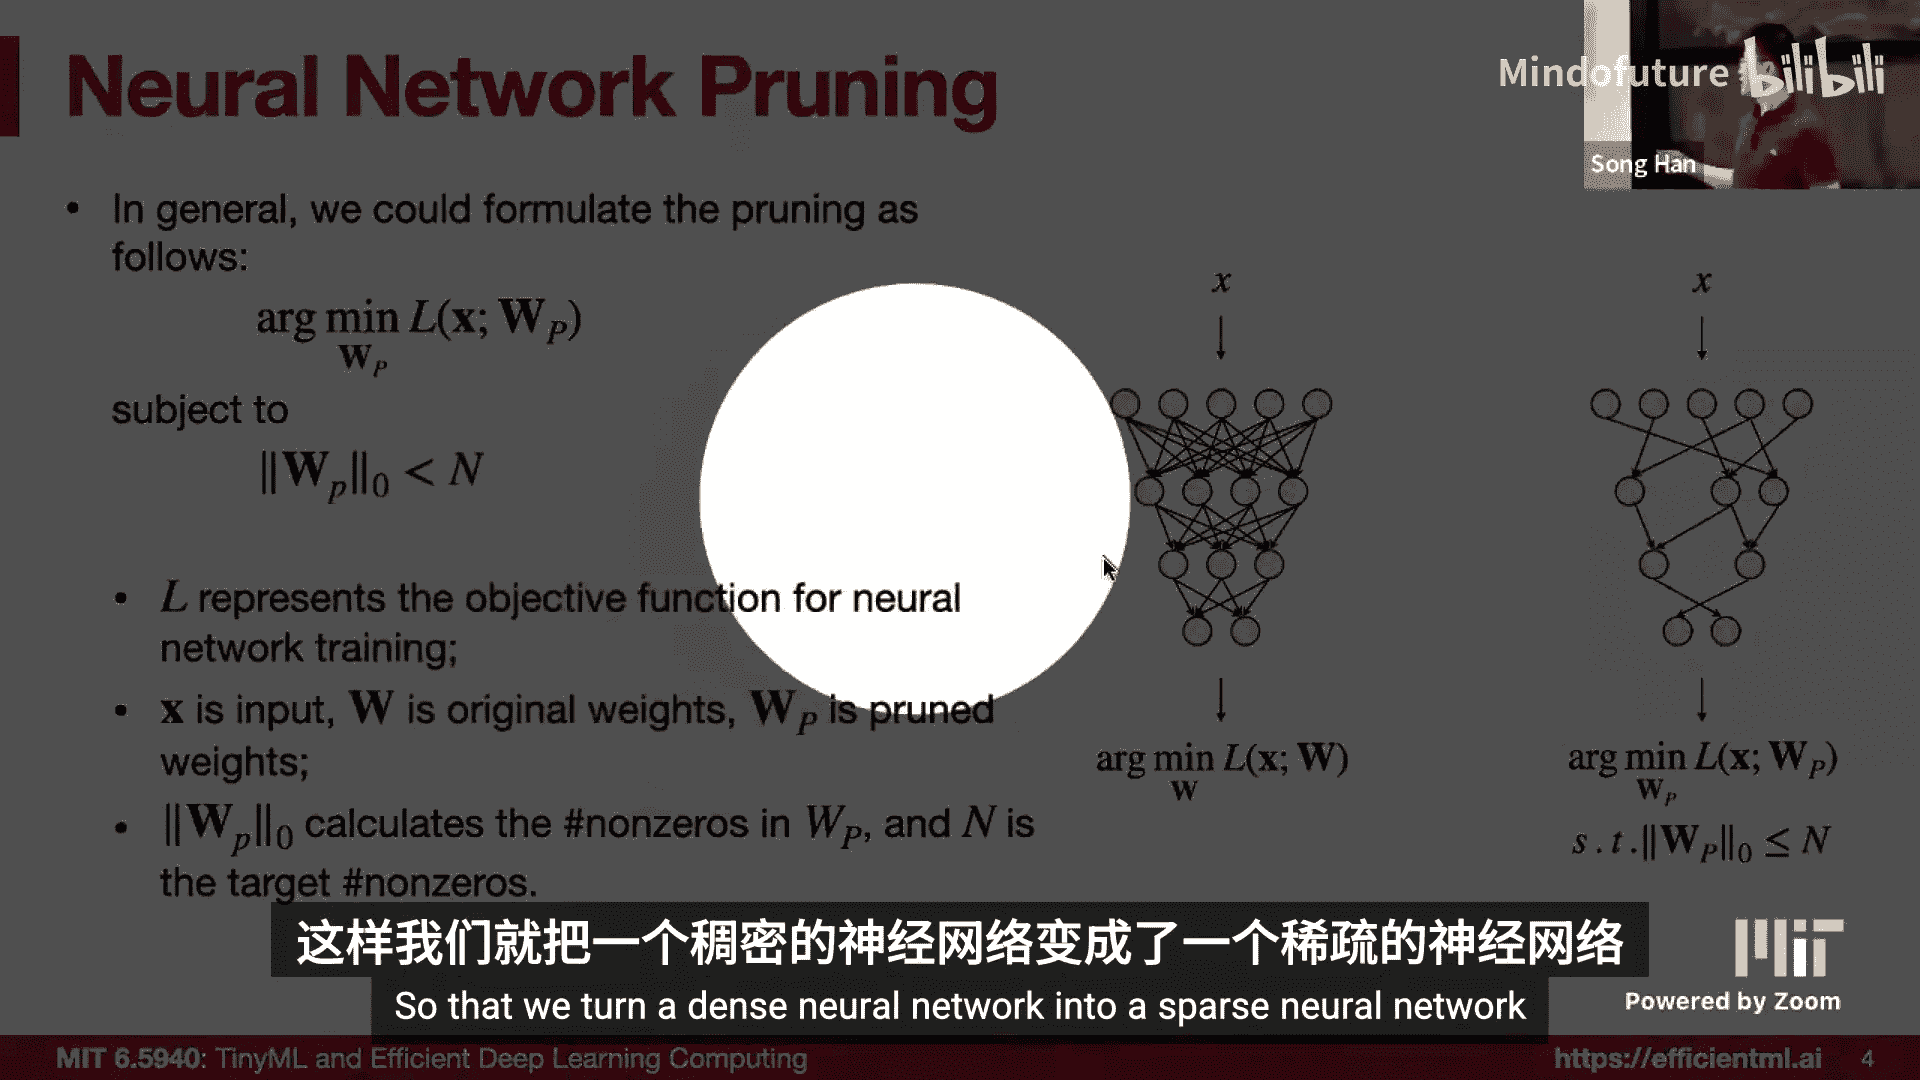 Neural Network Pruning
Mindofuture bilibili
Song Han
• In general, we could formulate the pruning as
follows:
arg min L(x; W_P)
W_P
subject to
‖W_p‖_0 < N
• L represents the objective function for neural
network training;
• x is input, W is original weights, W_P is pruned
weights;
• ‖W_p‖_0 calculates the #nonzeros in W_P, and N is
the target #nonzeros.
x
arg min L(x; W)
W
x
arg min L(x; W_P)
W_P
s.t.‖W_P‖_0 ≤ N
这样我们就把一个稠密的神经网络变成了一个稀疏的神经网络
So that we turn a dense neural network into a sparse neural network
MIT
Powered by Zoom
MIT 6.5940: TinyML and Efficient Deep Learning Computing
https://efficientml.ai
4